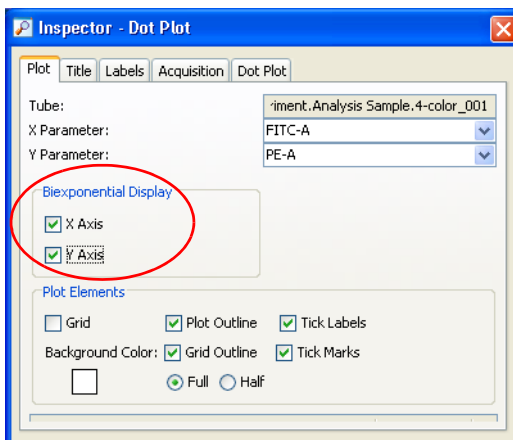 Inspector - Dot Plot
Plot Title Labels Acquisition Dot Plot
Tube: iment.Analysis Sample.4-color_001
X Parameter: FITC-A
Y Parameter: PE-A
Biexponential Display
X Axis
Y Axis
Plot Elements
Grid Plot Outline Tick Labels
Background Color: Grid Outline Tick Marks
Full Half